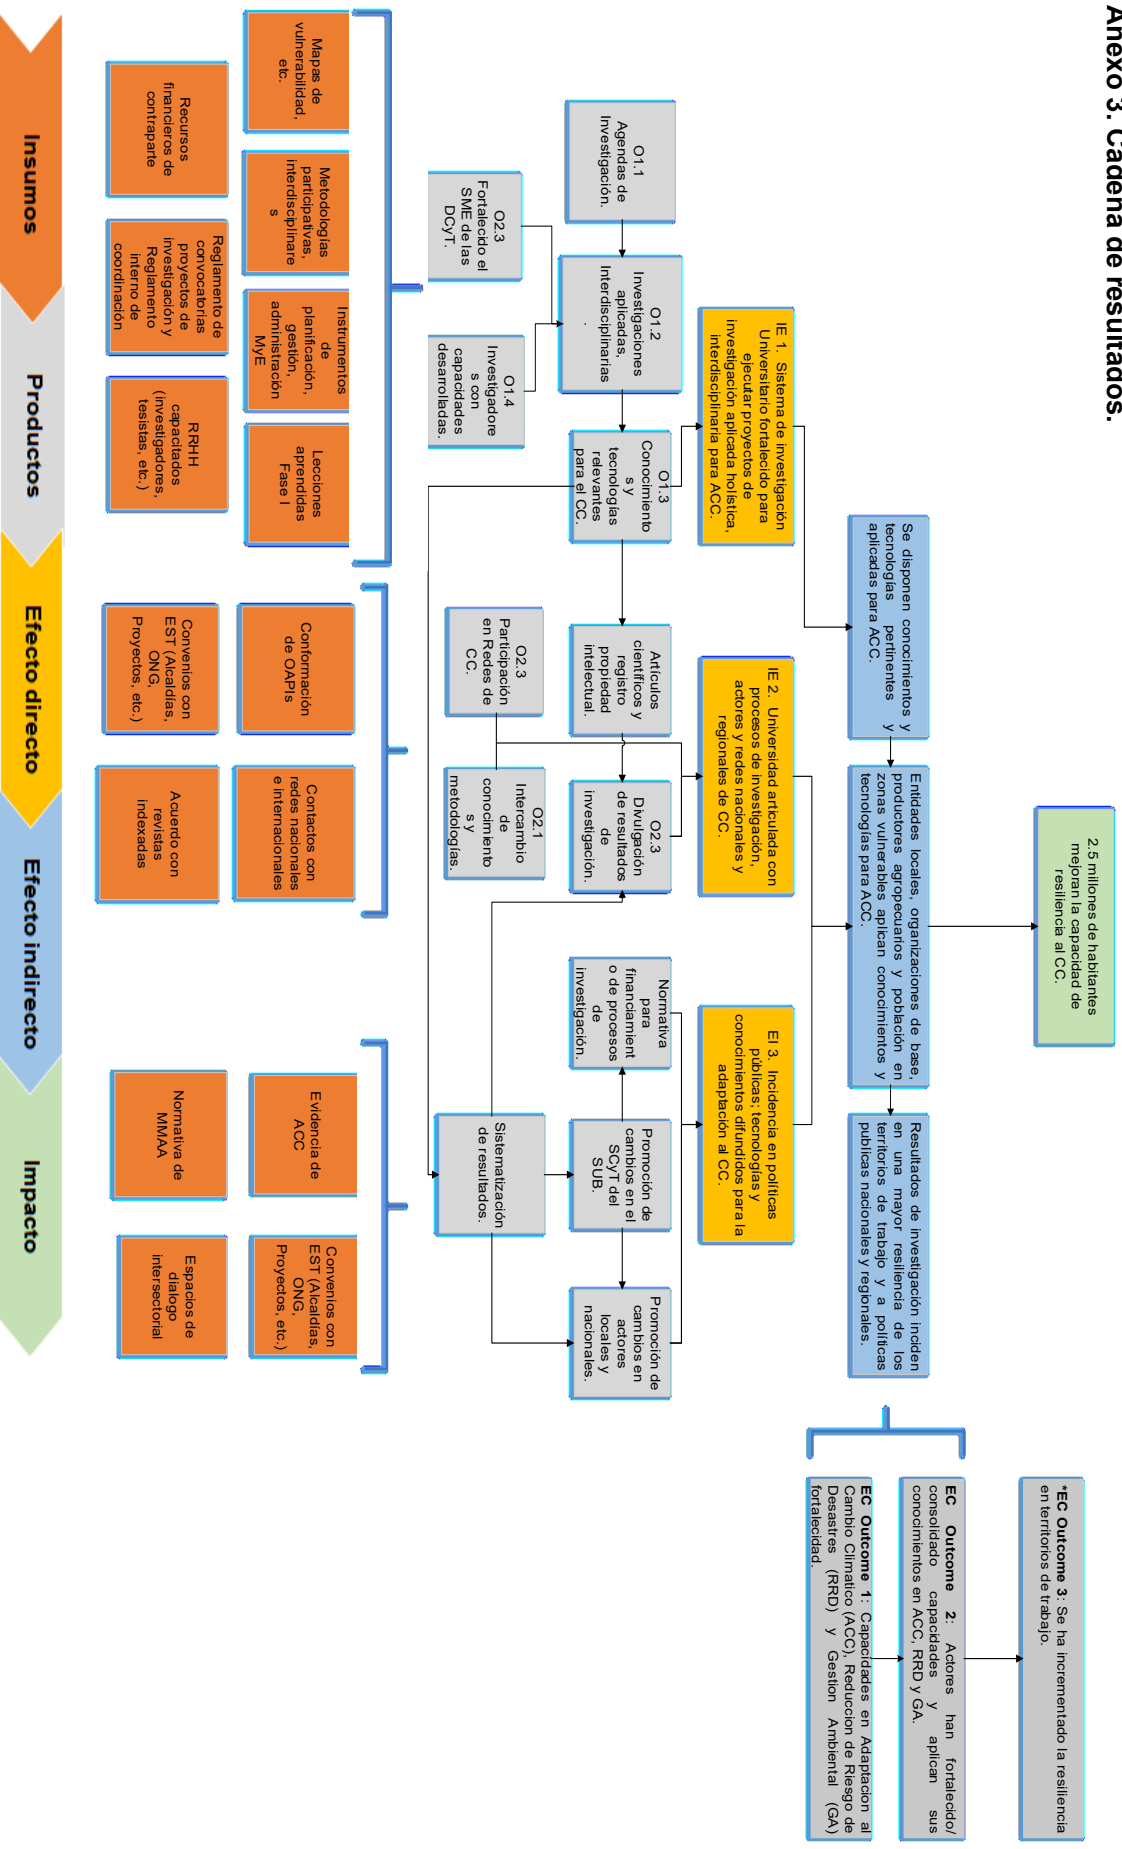 Anexo 3. Cadena de resultados.
2.5 millones de habitantes
mejoran la capacidad de
resiliencia al CC.
*EC Outcome 3: Se ha incrementado la resiliencia
en territorios de trabajo.
Se disponen conocimientos y
tecnologías pertinentes y
aplicadas para ACC.
Entidades locales, organizaciones de base,
productores agropecuarios y población en
zonas vulnerables aplican conocimientos y
tecnologías para ACC.
Resultados de investigación inciden
en una mayor resiliencia de los
territorios de trabajo y a políticas
publicas nacionales y regionales.
EC Outcome 2: Actores han fortalecido/
consolidado capacidades y aplican sus
conocimientos en ACC, RRD y GA.
EC Outcome 1: Capacidades en Adaptacion al
Cambio Climatico (ACC), Reduccion de Riesgo de
Desastres (RRD) y Gestion Ambiental (GA)
fortalecidad.
IE 1. Sistema de investigación
Universitario fortalecido para
ejecutar proyectos de
investigación aplicada holística,
interdisciplinaria para ACC.
IE 2. Universidad articulada con
procesos de investigación,
actores y redes nacionales y
regionales de CC.
EI 3. Incidencia en políticas
públicas; tecnologías y
conocimientos difundidos para la
adaptación al CC.
O1.1
Agendas de
Investigación.
O1.2
Investigaciones
aplicadas,
Interdisciplinarias
.
O1.3
Conocimiento
s y
tecnologías
relevantes
para el CC.
Artículos
científicos y
registro
propiedad
intelectual.
O2.3
Divulgación
de resultados
de
investigación.
Normativa
para
financiamient
o de procesos
de
investigación.
Promoción de
cambios en el
SCyT del
SUB.
Promoción de
cambios en
actores
locales y
nacionales.
O2.3
Fortalecido el
SME de las
DCyT.
O1.4
Investigadore
s con
capacidades
desarrolladas.
O2.3
Participación
en Redes de
CC.
O2.1
Intercambio
de
conocimiento
s y
metodologías.
Sistematización
de resultados.
Mapas de
vulnerabilidad,
etc.
Metodologías
participativas,
interdisciplinare
s
Instrumentos
de
planificación,
gestión,
administración
MyE
Lecciones
aprendidas
Fase I
Conformación
de OAPIs
Contactos con
redes nacionales
e internacionales
Evidencia de
ACC
Convenios con
EST (Alcaldías,
ONG,
Proyectos, etc.)
Recursos
financieros de
contraparte
Reglamento de
convocatorias
proyectos de
investigación y
Reglamento
interno de
coordinación
RRHH
capacitados
(investigadores,
tesistas, etc.)
Convenios con
EST (Alcaldías,
ONG,
Proyectos, etc.)
Acuerdo con
revistas
indexadas
Normativa de
MMAA
Espacios de
dialogo
intersectorial
Insumos
Productos
Efecto directo
Efecto indirecto
Impacto